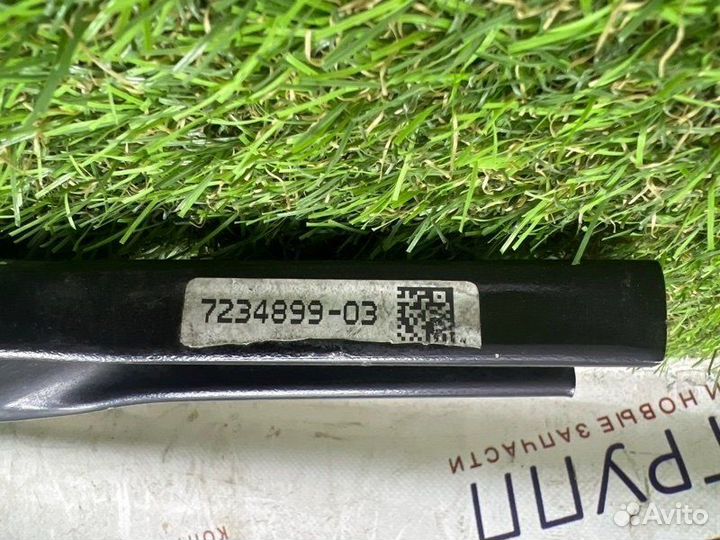 7234899-03
И НОВЫЕ ЗАПЧАСТИ
ГРУПП
Avito